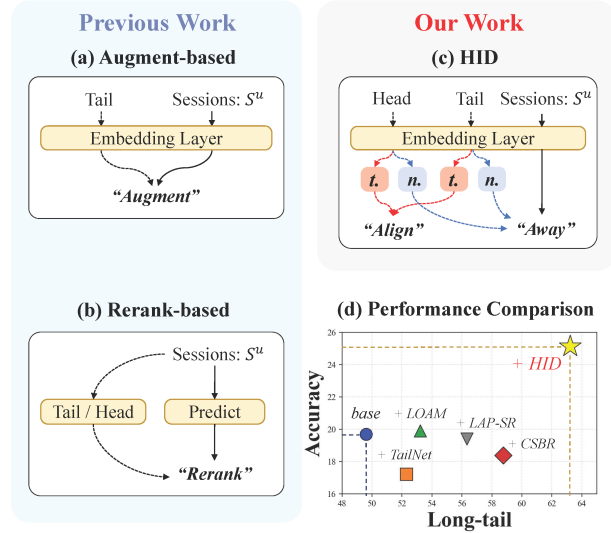 Previous Work
(a) Augment-based
Tail
Sessions: S^u
Embedding Layer
“Augment”
(b) Rerank-based
Sessions: S^u
Tail / Head
Predict
“Rerank”
Our Work
(c) HID
Head
Tail
Sessions: S^u
Embedding Layer
t. n. t. n.
“Align”
“Away”
(d) Performance Comparison
Accuracy
26
24
22
20
18
16
+ HID
base
+ LOAM
+ LAP-SR
+ TailNet
+ CSBR
48 50 52 54 56 58 60 62 64
Long-tail